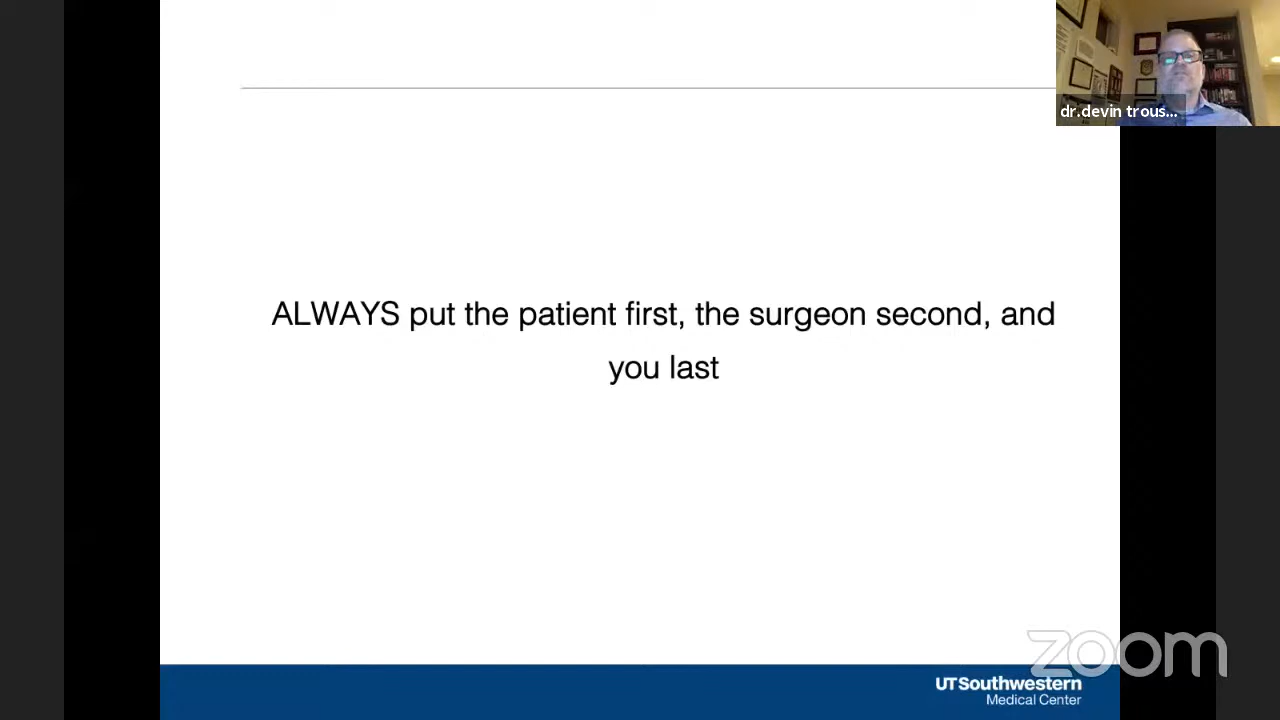 dr.devin trous...
ALWAYS put the patient first, the surgeon second, and
you last
zoom
UTSouthwestern
Medical Center